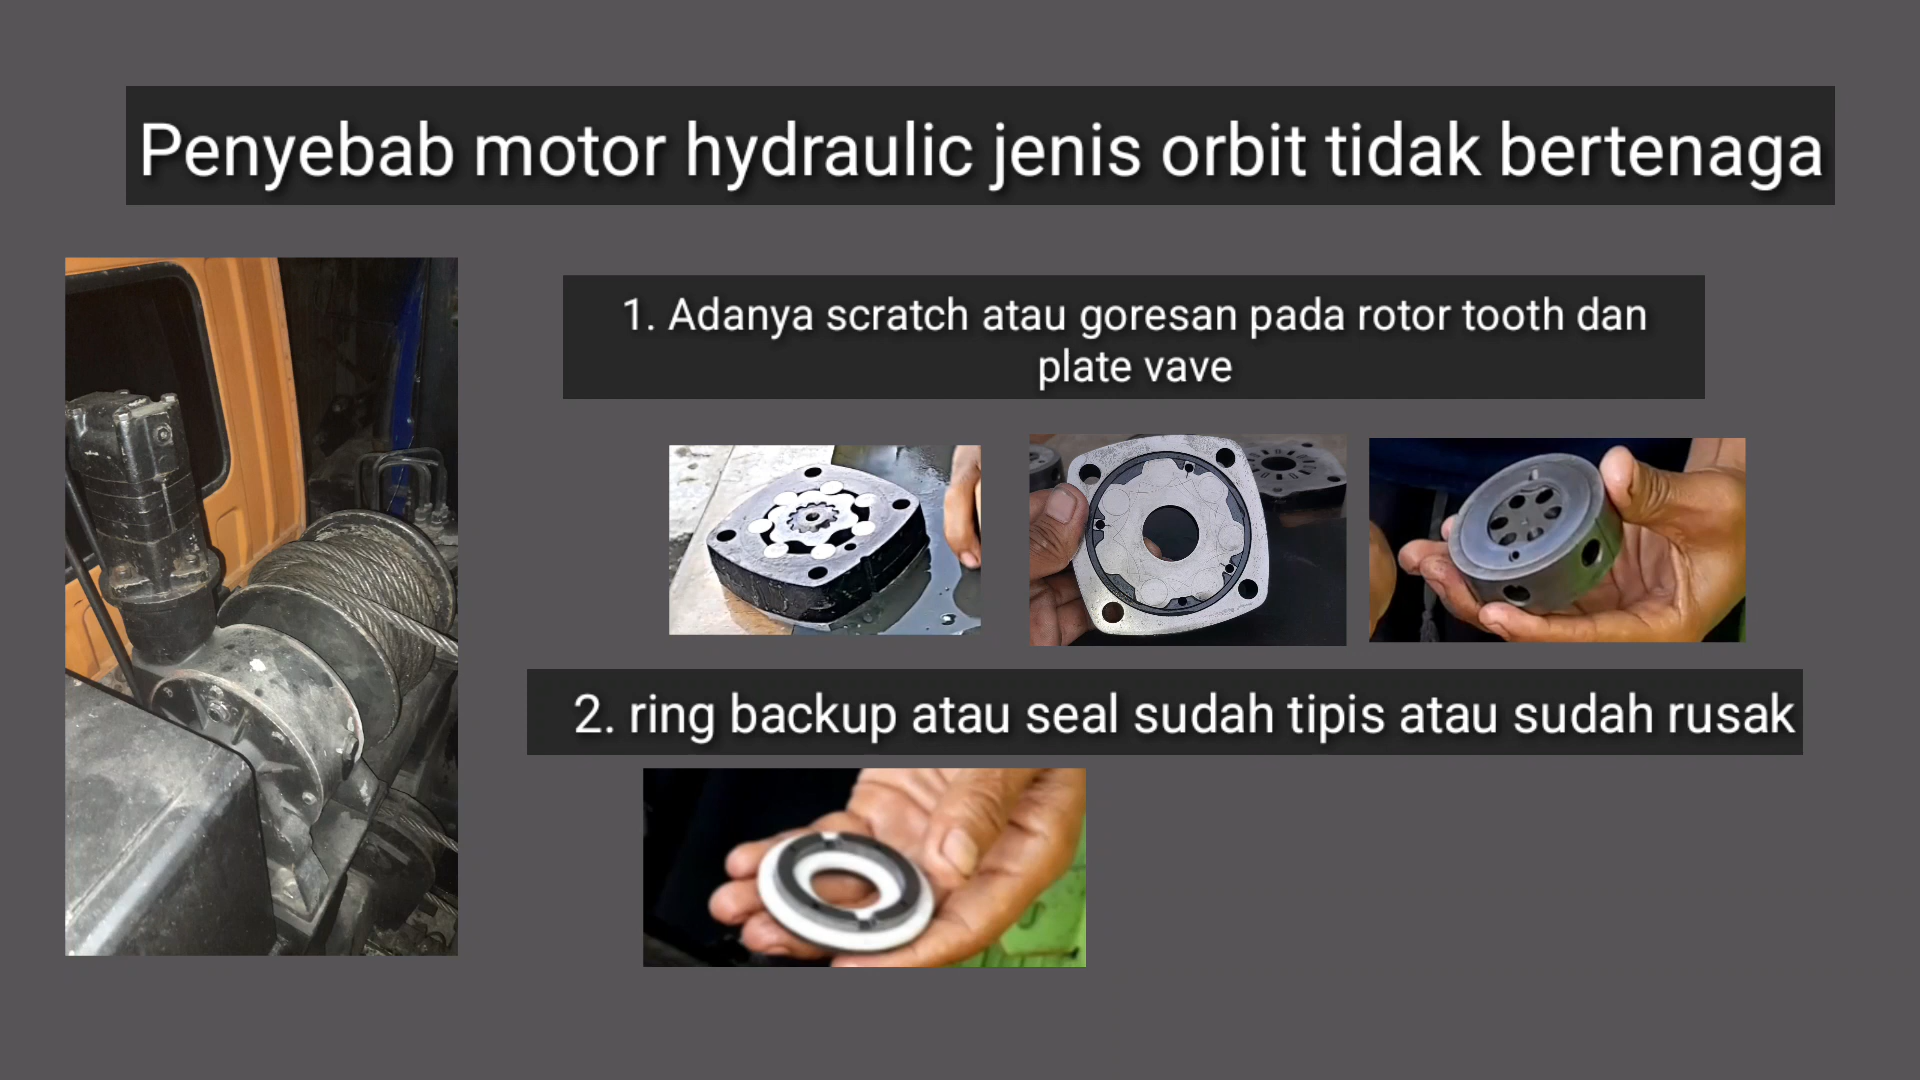 Penyebab motor hydraulic jenis orbit tidak bertenaga
1. Adanya scratch atau goresan pada rotor tooth dan
plate vave
2. ring backup atau seal sudah tipis atau sudah rusak